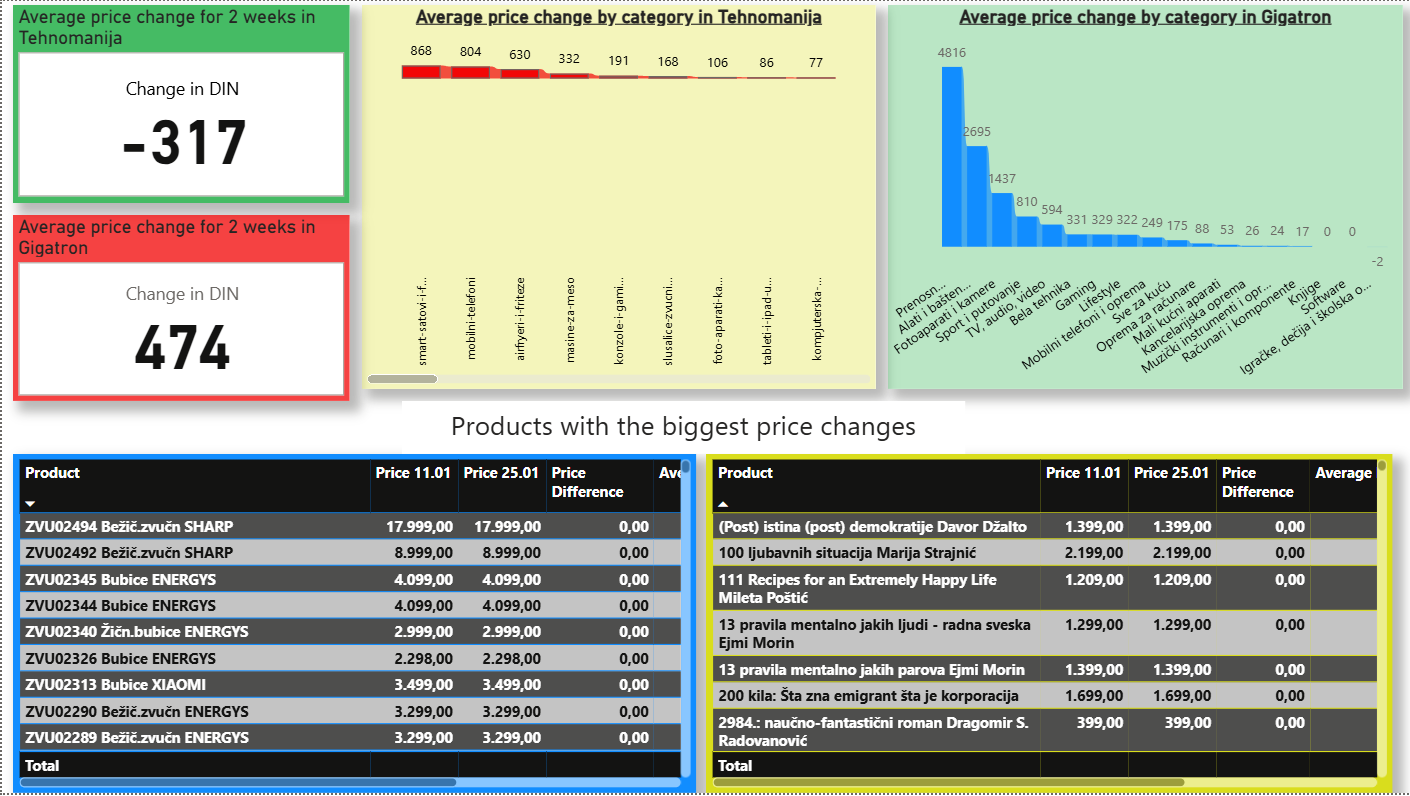 Average price change for 2 weeks in
Tehnomanija
Change in DIN
-317
Average price change for 2 weeks in
Gigatron
Change in DIN
474
Average price change by category in Tehnomanija
868 804 630 332 191 168 106 86 77
smart-satovi-i-f...
mobilni-telefoni
airfryeri-i-friteze
masine-za-meso
konzole-i-gami...
slusalice-zvucni...
foto-aparati-ka...
tableti-i-ipad-u...
kompjuterska-...
Average price change by category in Gigatron
4816 2695 1437 810 594 331 329 322 249 175 88 53 26 24 17 0 0 -2
Prenosn...
Alati i bašten...
Fotoaparati i kamere
Sport i putovanje
TV, audio, video
Bela tehnika
Gaming
Lifestyle
Mobilni telefoni i oprema
Sve za kuću
Oprema za računare
Mali kućni aparati
Kancelarijska oprema
Muzički instrumenti i opr...
Računari i komponente
Knjige
Software
Igračke, dečija i školska o...
Products with the biggest price changes
Product Price 11.01 Price 25.01 Price Difference Ave
ZVU02494 Bežič.zvučn SHARP 17.999,00 17.999,00 0,00
ZVU02492 Bežič.zvučn SHARP 8.999,00 8.999,00 0,00
ZVU02345 Bubice ENERGYS 4.099,00 4.099,00 0,00
ZVU02344 Bubice ENERGYS 4.099,00 4.099,00 0,00
ZVU02340 Žičn.bubice ENERGYS 2.999,00 2.999,00 0,00
ZVU02326 Bubice ENERGYS 2.298,00 2.298,00 0,00
ZVU02313 Bubice XIAOMI 3.499,00 3.499,00 0,00
ZVU02290 Bežič.zvučn ENERGYS 3.299,00 3.299,00 0,00
ZVU02289 Bežič.zvučn ENERGYS 3.299,00 3.299,00 0,00
Total
Product Price 11.01 Price 25.01 Price Difference Average
(Post) istina (post) demokratije Davor Džalto 1.399,00 1.399,00 0,00
100 ljubavnih situacija Marija Strajnić 2.199,00 2.199,00 0,00
111 Recipes for an Extremely Happy Life 1.209,00 1.209,00 0,00
Mileta Poštić
13 pravila mentalno jakih ljudi - radna sveska 1.299,00 1.299,00 0,00
Ejmi Morin
13 pravila mentalno jakih parova Ejmi Morin 1.399,00 1.399,00 0,00
200 kila: Šta zna emigrant šta je korporacija 1.699,00 1.699,00 0,00
2984.: naučno-fantastični roman Dragomir S. 399,00 399,00 0,00
Radovanović
Total